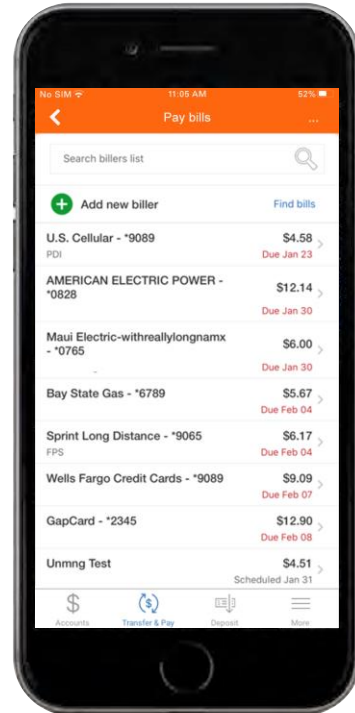 No SIM 11:05 AM 52%
Pay bills ...
Search billers list
Add new biller Find bills
U.S. Cellular - *9089 $4.58
PDI Due Jan 23
AMERICAN ELECTRIC POWER - $12.14
*0828
Due Jan 30
Maui Electric-withreallylongnamx $6.00
- *0765
Due Jan 30
Bay State Gas - *6789 $5.67
Due Feb 04
Sprint Long Distance - *9065 $6.17
FPS Due Feb 04
Wells Fargo Credit Cards - *9089 $9.09
Due Feb 07
GapCard - *2345 $12.90
Due Feb 08
Unmng Test $4.51
Scheduled Jan 31
Accounts Transfer & Pay Deposit More